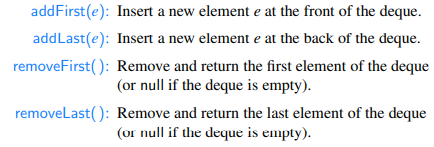 addFirst(e): Insert a new element e at the front of the deque.
addLast(e): Insert a new element e at the back of the deque.
removeFirst( ): Remove and return the first element of the deque
(or null if the deque is empty).
removeLast( ): Remove and return the last element of the deque
(or null if the deque is empty).